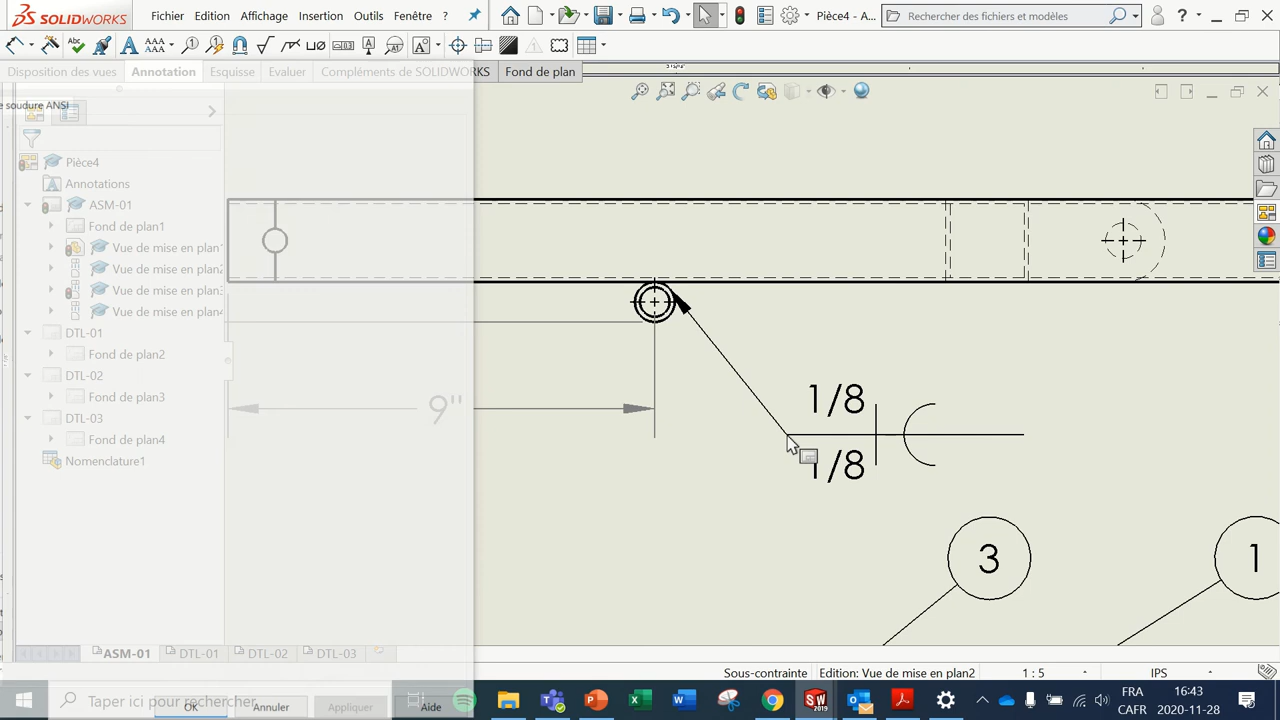 SOLIDWORKS
Fichier Edition Affichage Insertion Outils Fenêtre ?
Pièce4 - A...
Rechercher des fichiers et modèles
Disposition des vues Annotation Esquisse Evaluer Compléments de SOLIDWORKS Fond de plan
e soudure ANSI
Pièce4
Annotations
ASM-01
Fond de plan1
Vue de mise en plan1
Vue de mise en plan2
Vue de mise en plan3
Vue de mise en plan4
DTL-01
Fond de plan2
DTL-02
Fond de plan3
DTL-03
Fond de plan4
Nomenclature1
9"
1/8
1/8
3
1
ASM-01 DTL-01 DTL-02 DTL-03
Sous-contrainte Edition: Vue de mise en plan2 1 : 5 IPS
Taper ici pour rechercher
OK Annuler Appliquer Aide
SW
2019
FRA
CAFR
16:43
2020-11-28